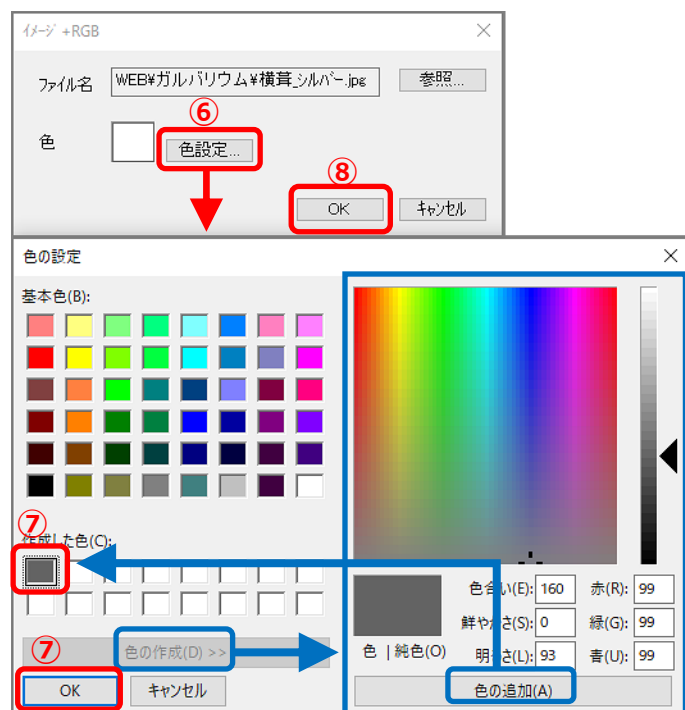 イメージ +RGB
ファイル名 WEB¥ガルバリウム¥横葺_シルバー.jpg 参照...
⑥
色 色設定...
⑧
OK キャンセル
色の設定
基本色(B):
⑦
作成した色(C):
色合い(E): 160 赤(R): 99
鮮やかさ(S): 0 緑(G): 99
色 | 純色(O) 明るさ(L): 93 青(U): 99
⑦
色の作成(D) >>
OK キャンセル 色の追加(A)